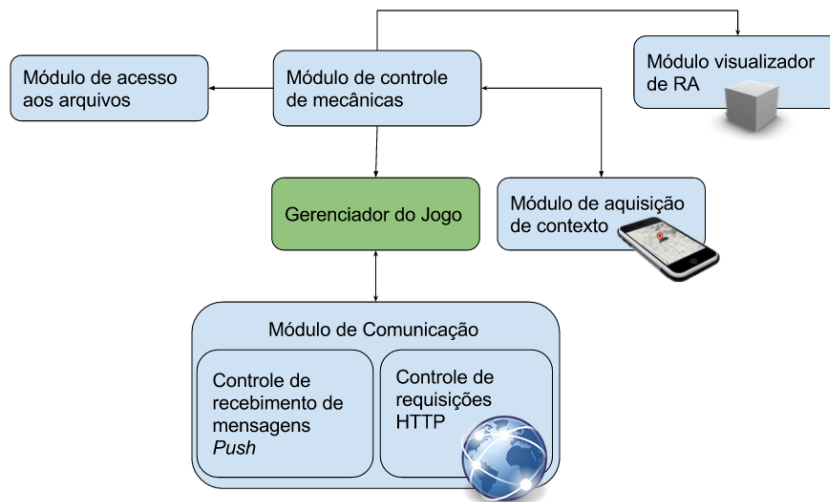 Módulo de acesso
aos arquivos
Módulo de controle
de mecânicas
Módulo visualizador
de RA
Gerenciador do Jogo
Módulo de aquisição
de contexto
Módulo de Comunicação
Controle de
recebimento de
mensagens
Push
Controle de
requisições
HTTP